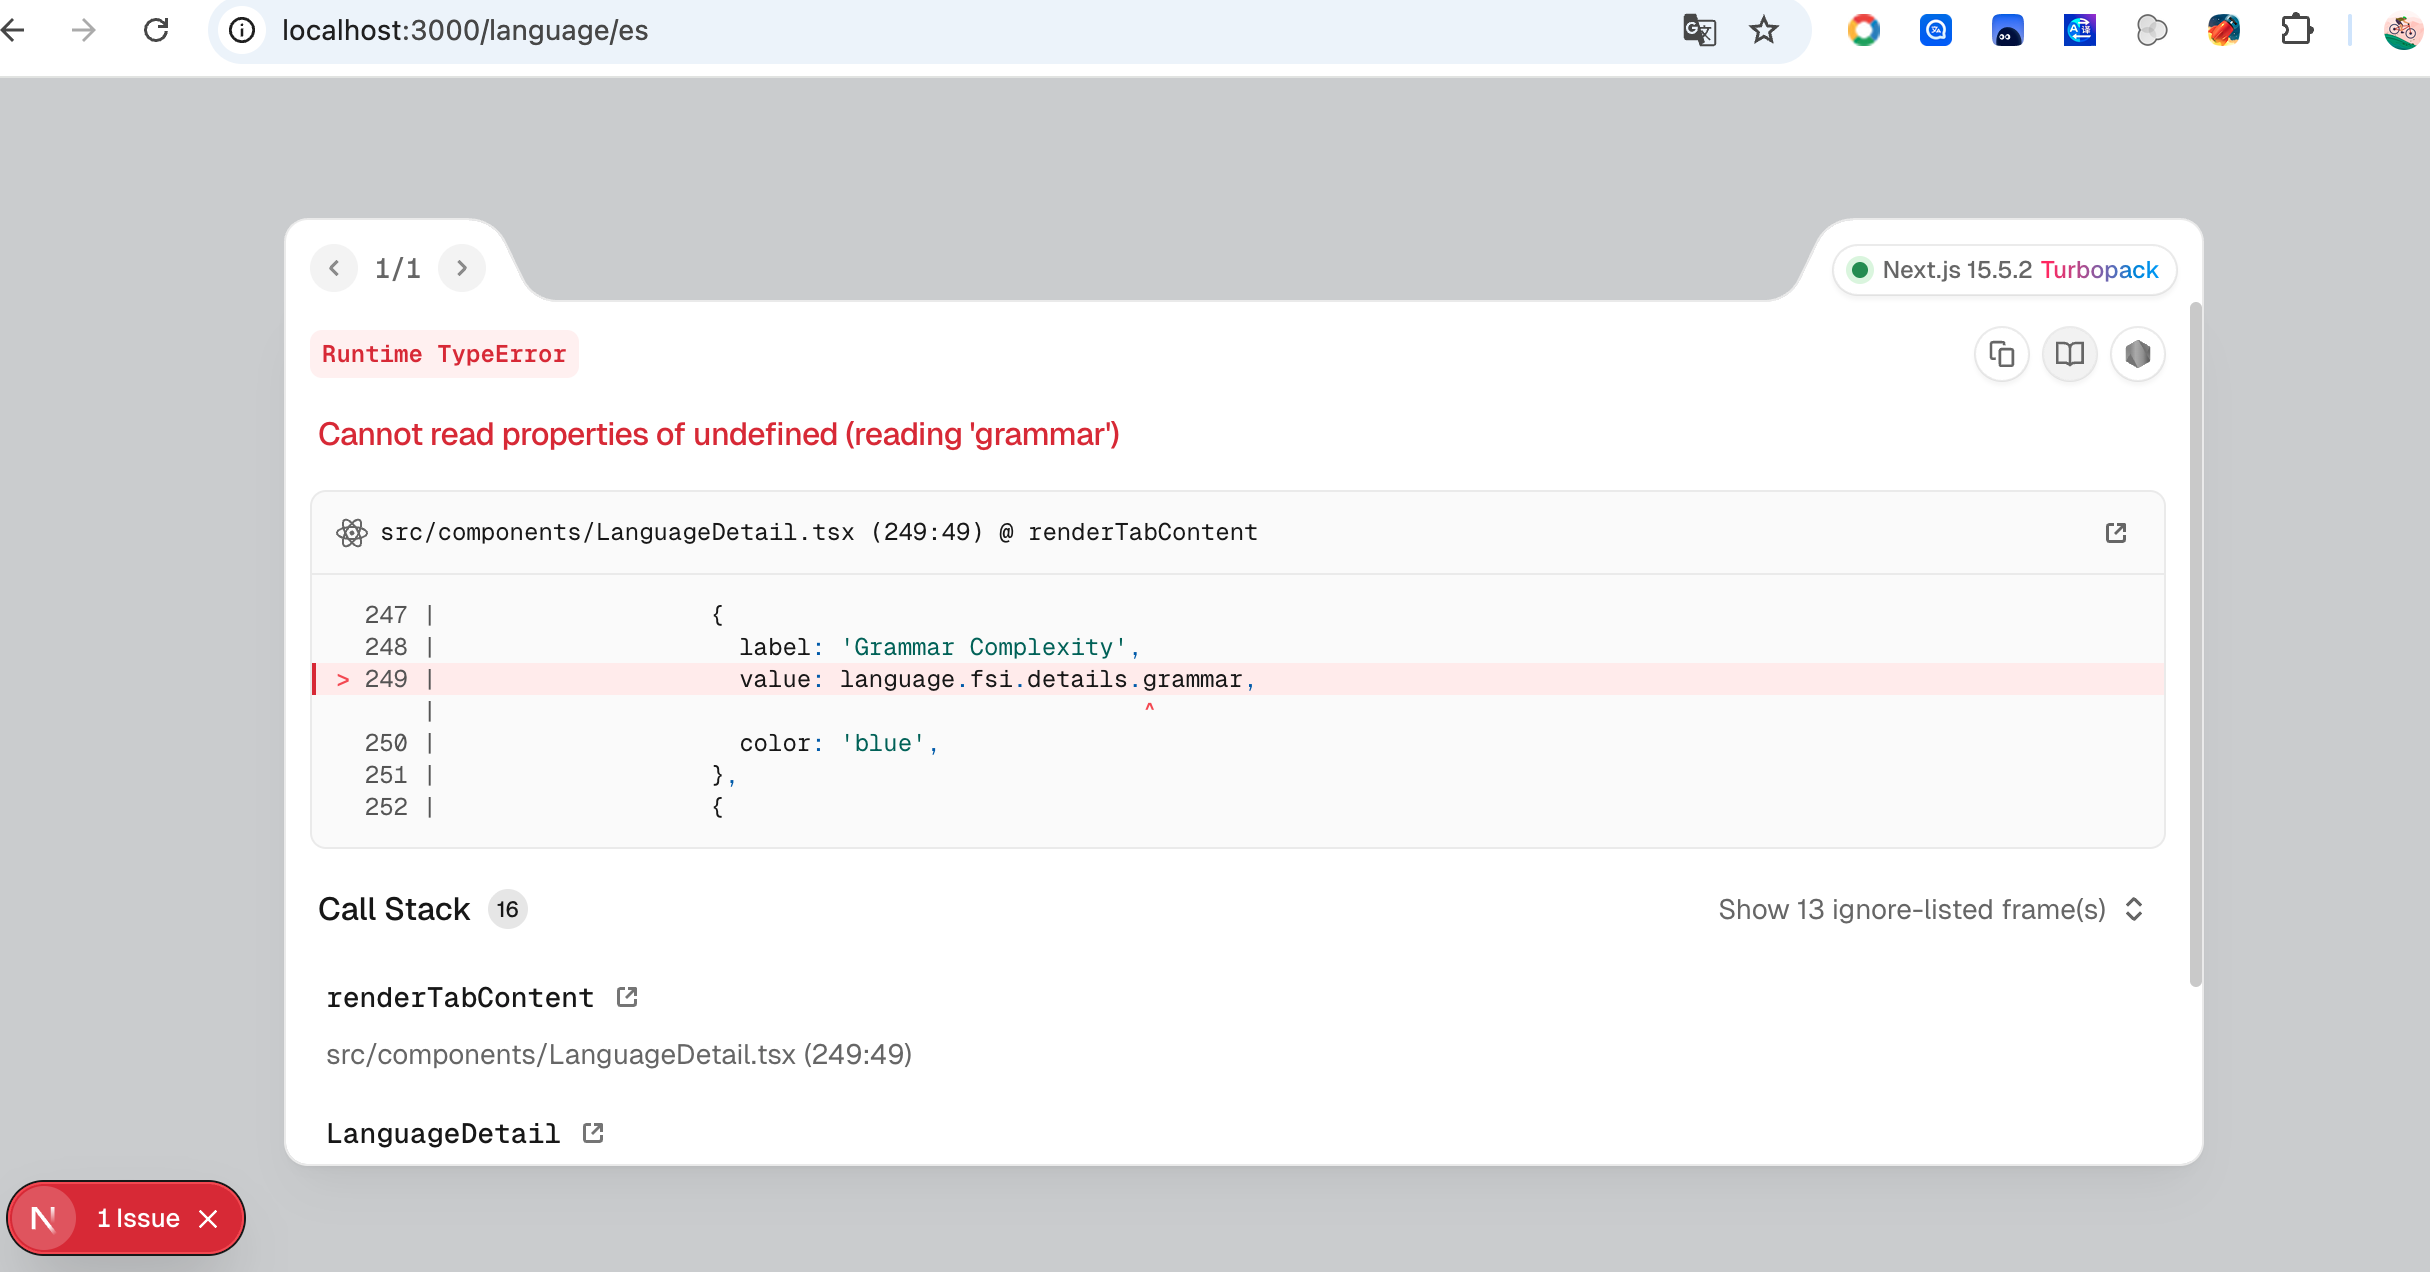 localhost:3000/language/es
1/1
Next.js 15.5.2 Turbopack
Runtime TypeError
Cannot read properties of undefined (reading 'grammar')
src/components/LanguageDetail.tsx (249:49) @ renderTabContent
247 | {
248 | label: 'Grammar Complexity',
> 249 | value: language.fsi.details.grammar,
| ^
250 | color: 'blue',
251 | },
252 | {
Call Stack 16
Show 13 ignore-listed frame(s)
renderTabContent
src/components/LanguageDetail.tsx (249:49)
LanguageDetail
N 1 Issue